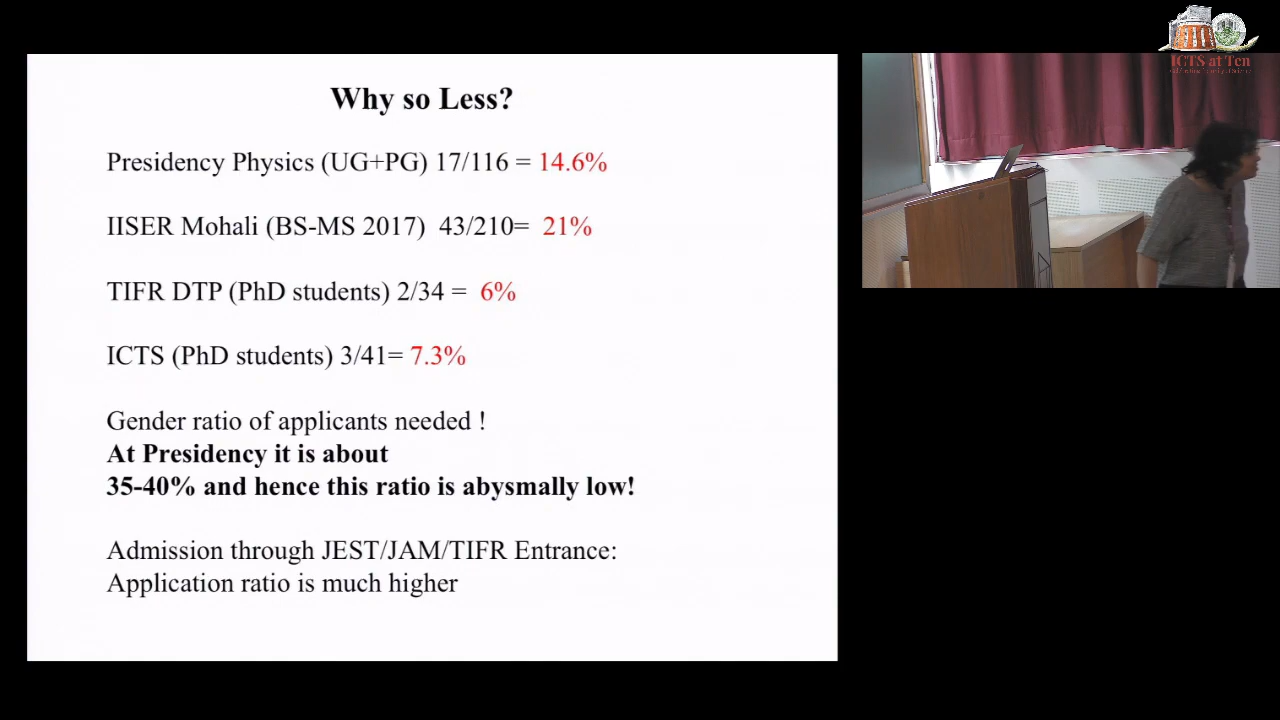 Why so Less?
Presidency Physics (UG+PG) 17/116 = 14.6%
IISER Mohali (BS-MS 2017) 43/210= 21%
TIFR DTP (PhD students) 2/34 = 6%
ICTS (PhD students) 3/41= 7.3%
Gender ratio of applicants needed !
At Presidency it is about
35-40% and hence this ratio is abysmally low!
Admission through JEST/JAM/TIFR Entrance:
Application ratio is much higher
ICTS at Ten